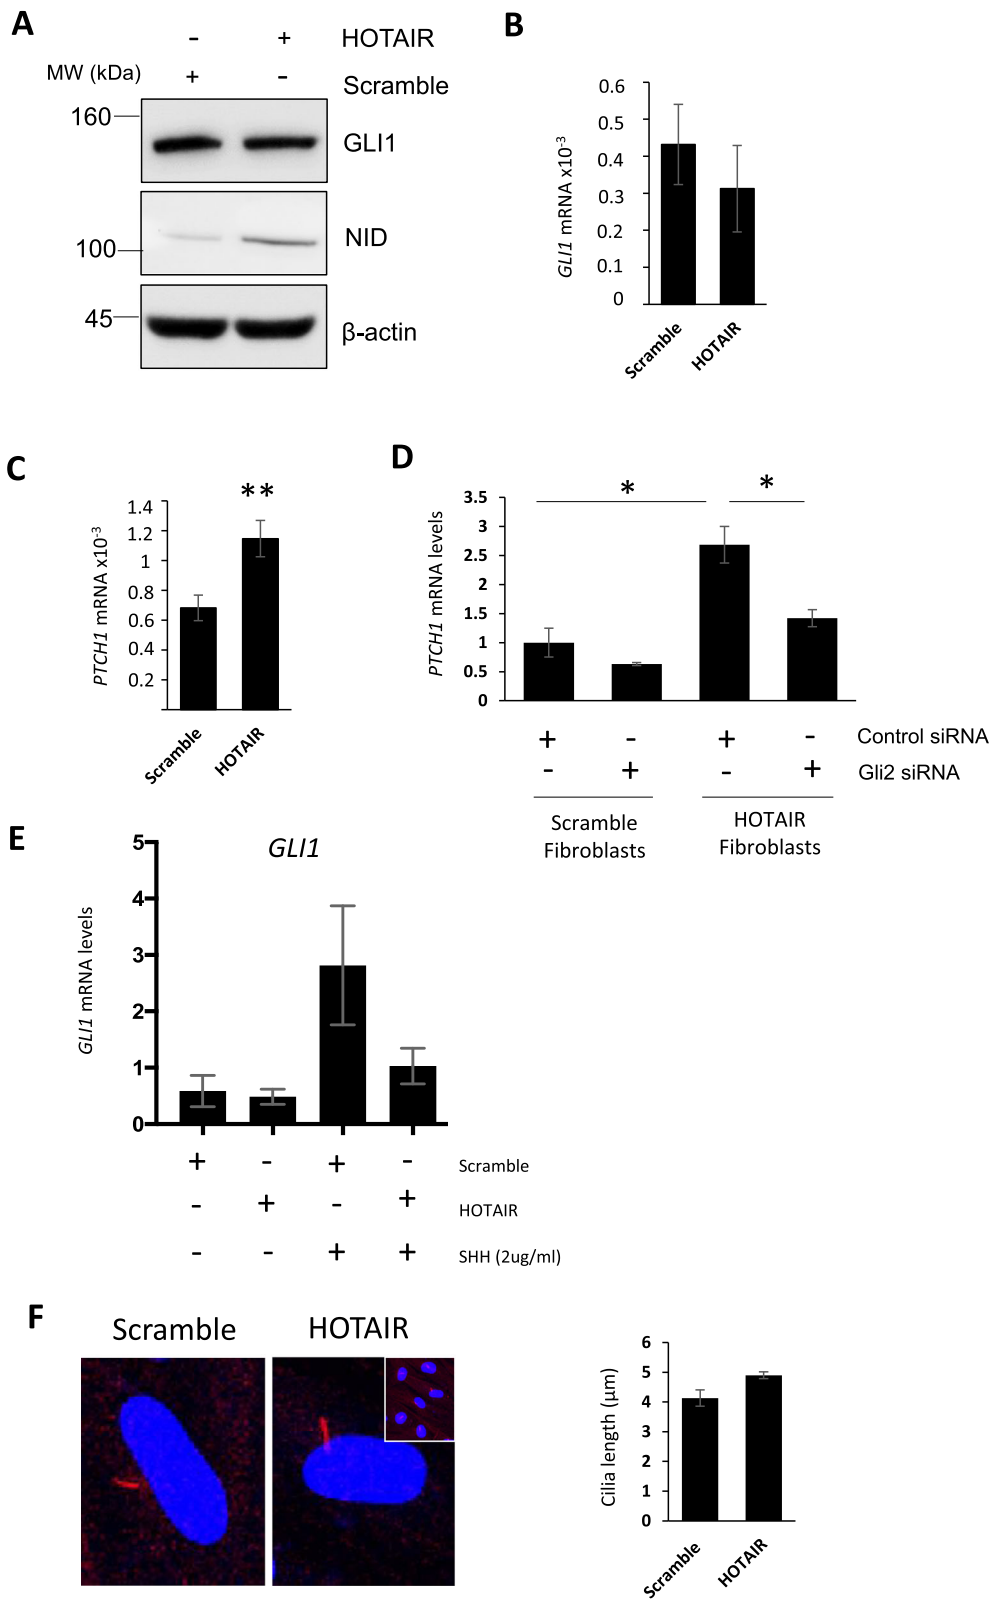 A
- + HOTAIR
MW (kDa) + - Scramble
160
GLI1
NID
100
45
β-actin
B
GLI1 mRNA x10-3
0.6
0.5
0.4
0.3
0.2
0.1
0
Scramble
HOTAIR
C
**
PTCH1 mRNA x10-3
1.4
1.2
1
0.8
0.6
0.4
0.2
Scramble
HOTAIR
D
* *
PTCH1 mRNA levels
3.5
3
2.5
2
1.5
1
0.5
0
+ - + - Control siRNA
- + - + Gli2 siRNA
Scramble
Fibroblasts
HOTAIR
Fibroblasts
E
GLI1
GLI1 mRNA levels
5
4
3
2
1
0
+ - + - Scramble
- + - + HOTAIR
- - + + SHH (2ug/ml)
F
Scramble
HOTAIR
Cilia length (μm)
6
5
4
3
2
1
0
Scramble
HOTAIR